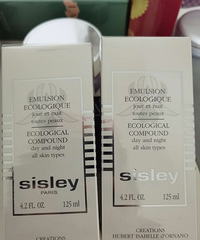 EMULSION
ECOLOGIQUE
jour et nuit
toutes peaux
ECOLOGICAL
COMPOUND
day and night
all skin types
sisley
PARIS
4.2 FL. OZ. 125 ml
CREATIONS
EMULSION
ECOLOGIQUE
jour et nuit
toutes peaux
ECOLOGICAL
COMPOUND
day and night
all skin types
sisley
4.2 FL. OZ. 125 ml
CREATIONS
HUBERT ISABELLE D'ORNANO